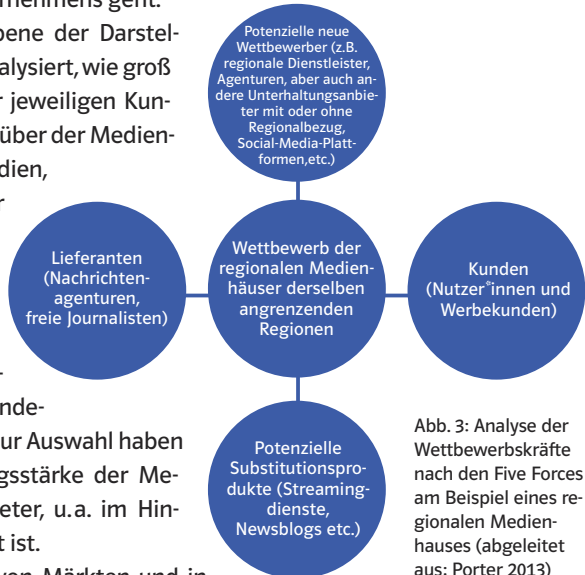 ernehmens geht.
bene der Darstel-
alysiert, wie groß
r jeweiligen Kun-
über der Medien-
dien,
r
-
nde-
ur Auswahl haben
gsstärke der Me-
eter, u.a. im Hin-
t ist.
von Märkten und in
Potenzielle neue
Wettbewerber (z.B.
regionale Dienstleister,
Agenturen, aber auch an-
dere Unterhaltungsanbie-
ter mit oder ohne
Regionalbezug,
Social-Media-Platt-
formen,etc.)
Lieferanten
(Nachrichten-
agenturen,
freie Journalisten)
Wettbewerb der
regionalen Medien-
häuser derselben
angrenzenden
Regionen
Kunden
(Nutzer*innen und
Werbekunden)
Potenzielle
Substitutionspro-
dukte (Streaming-
dienste,
Newsblogs etc.)
Abb. 3: Analyse der
Wettbewerbskräfte
nach den Five Forces
am Beispiel eines re-
gionalen Medien-
hauses (abgeleitet
aus: Porter 2013)